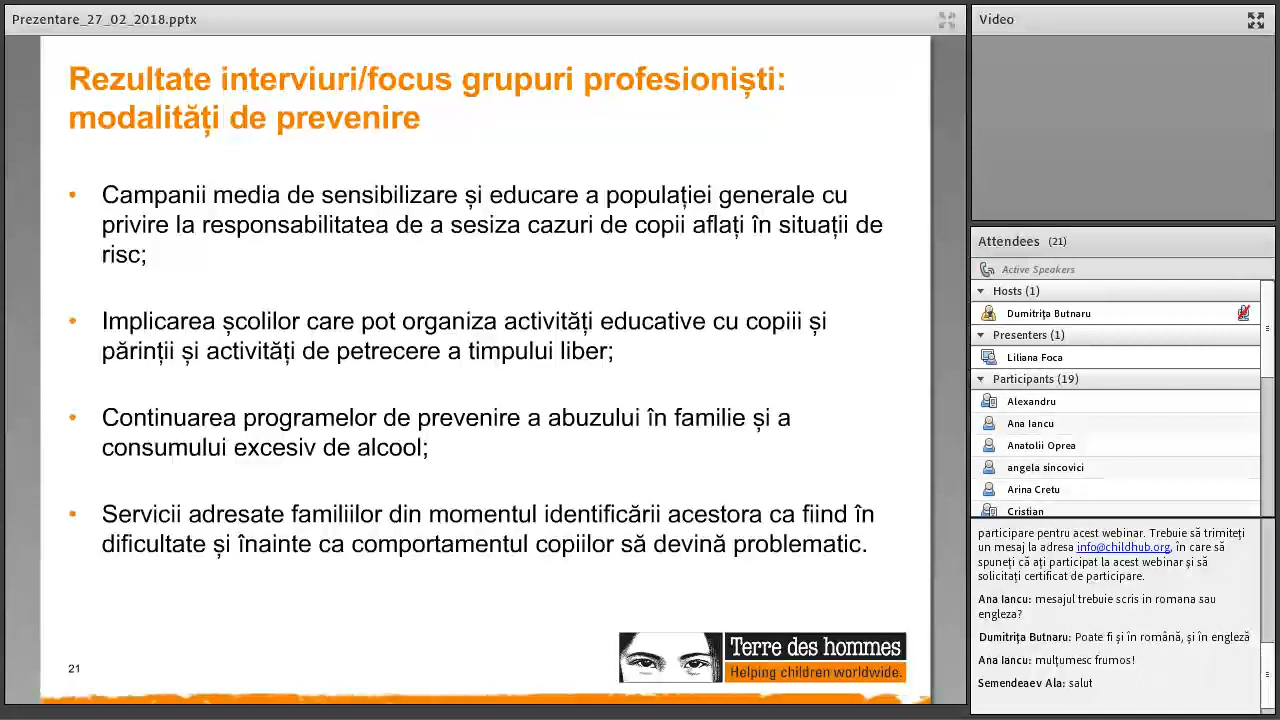 Prezentare_27_02_2018.pptx
Rezultate interviuri/focus grupuri profesioniști:
modalități de prevenire
• Campanii media de sensibilizare și educare a populației generale cu
privire la responsabilitatea de a sesiza cazuri de copii aflați în situații de
risc;
• Implicarea școlilor care pot organiza activități educative cu copiii și
părinții și activități de petrecere a timpului liber;
• Continuarea programelor de prevenire a abuzului în familie și a
consumului excesiv de alcool;
• Servicii adresate familiilor din momentul identificării acestora ca fiind în
dificultate și înainte ca comportamentul copiilor să devină problematic.
21
Terre des hommes
Helping children worldwide.
Video
Attendees (21)
Active Speakers
Hosts (1)
Dumitrița Butnaru
Presenters (1)
Liliana Foca
Participants (19)
Alexandru
Ana Iancu
Anatolii Oprea
angela sincovici
Arina Cretu
Cristian
participare pentru acest webinar. Trebuie să trimiteți
un mesaj la adresa info@childhub.org, în care să
spuneți că ați participat la acest webinar și să
solicitați certificat de participare.
Ana Iancu: mesajul trebuie scris in romana sau
engleza?
Dumitrița Butnaru: Poate fi și în română, și în engleză
Ana Iancu: mulțumesc frumos!
Semendeaev Ala: salut